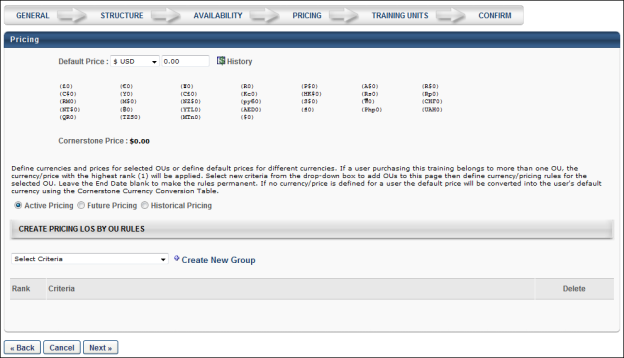 GENERAL STRUCTURE AVAILABILITY PRICING TRAINING UNITS CONFIRM
Pricing
Default Price : $ USD 0.00 History
(£0) (€0) (¥0) (R0) (P$0) (A$0) (R$0)
(C$0) (Y0) (C£0) (Kc0) (HK$0) (Rs0) (Rp0)
(RM0) (M$0) (NZ$0) (руб0) (S$0) (₩0) (CHF0)
(NT$0) (฿0) (YTL0) (AED0) (₫0) (Php0) (UAH0)
(QR0) (TZS0) (MTn0) ($0)
Cornerstone Price : $0.00
Define currencies and prices for selected OUs or define default prices for different currencies. If a user purchasing this training belongs to more than one OU, the
currency/price with the highest rank (1) will be applied. Select new criteria from the drop-down box to add OUs to this page then define currency/pricing rules for the
selected OU. Leave the End Date blank to make the rules permanent. If no currency/price is defined for a user the default price will be converted into the user's default
currency using the Cornerstone Currency Conversion Table.
Active Pricing Future Pricing Historical Pricing
CREATE PRICING LOS BY OU RULES
Select Criteria Create New Group
Rank Criteria Delete
« Back Cancel Next »